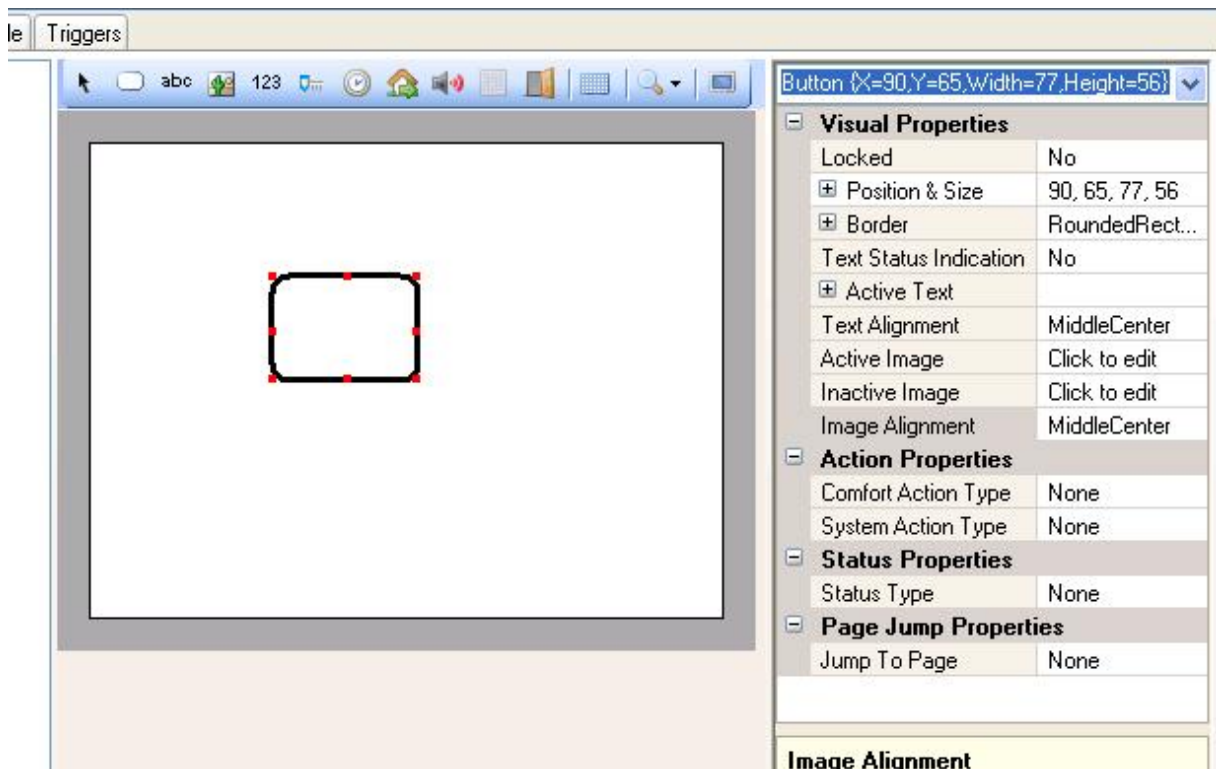 le Triggers
abc 123
Button {X=90,Y=65,Width=77,Height=56}
Visual Properties
Locked No
Position & Size 90, 65, 77, 56
Border RoundedRect...
Text Status Indication No
Active Text
Text Alignment MiddleCenter
Active Image Click to edit
Inactive Image Click to edit
Image Alignment MiddleCenter
Action Properties
Comfort Action Type None
System Action Type None
Status Properties
Status Type None
Page Jump Properties
Jump To Page None
Image Alignment